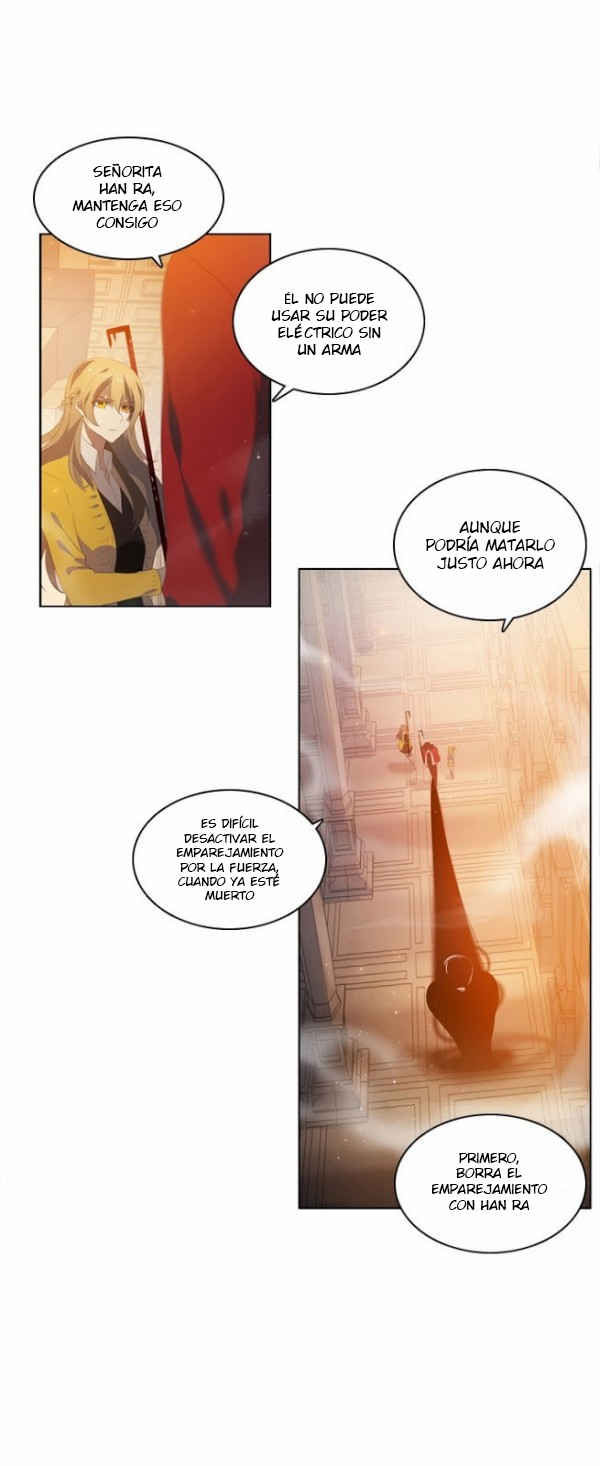 SEÑORITA
HAN RA,
MANTENGA ESO
CONSIGO
ÉL NO PUEDE
USAR SU PODER
ELÉCTRICO SIN
UN ARMA
AUNQUE
PODRÍA MATARLO
JUSTO AHORA
ES DIFÍCIL
DESACTIVAR EL
EMPAREJAMIENTO
POR LA FUERZA,
CUANDO YA ESTÉ
MUERTO
PRIMERO,
BORRA EL
EMPAREJAMIENTO
CON HAN RA